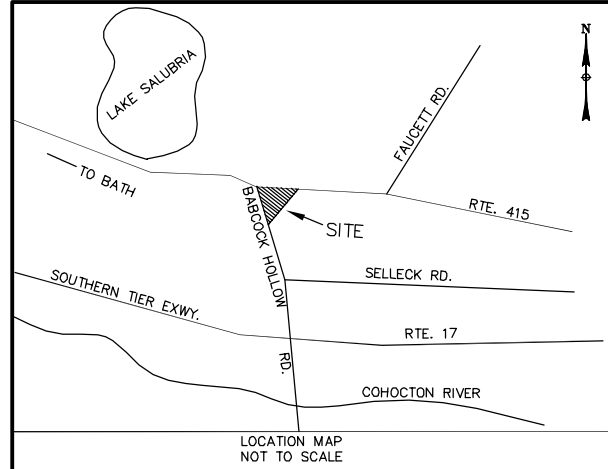 N
LAKE SALUBRIA
FAUCETT RD.
TO BATH
RTE. 415
BABCOCK HOLLOW
RD.
SITE
SELLECK RD.
SOUTHERN TIER EXWY.
RTE. 17
COHOCTON RIVER
LOCATION MAP
NOT TO SCALE